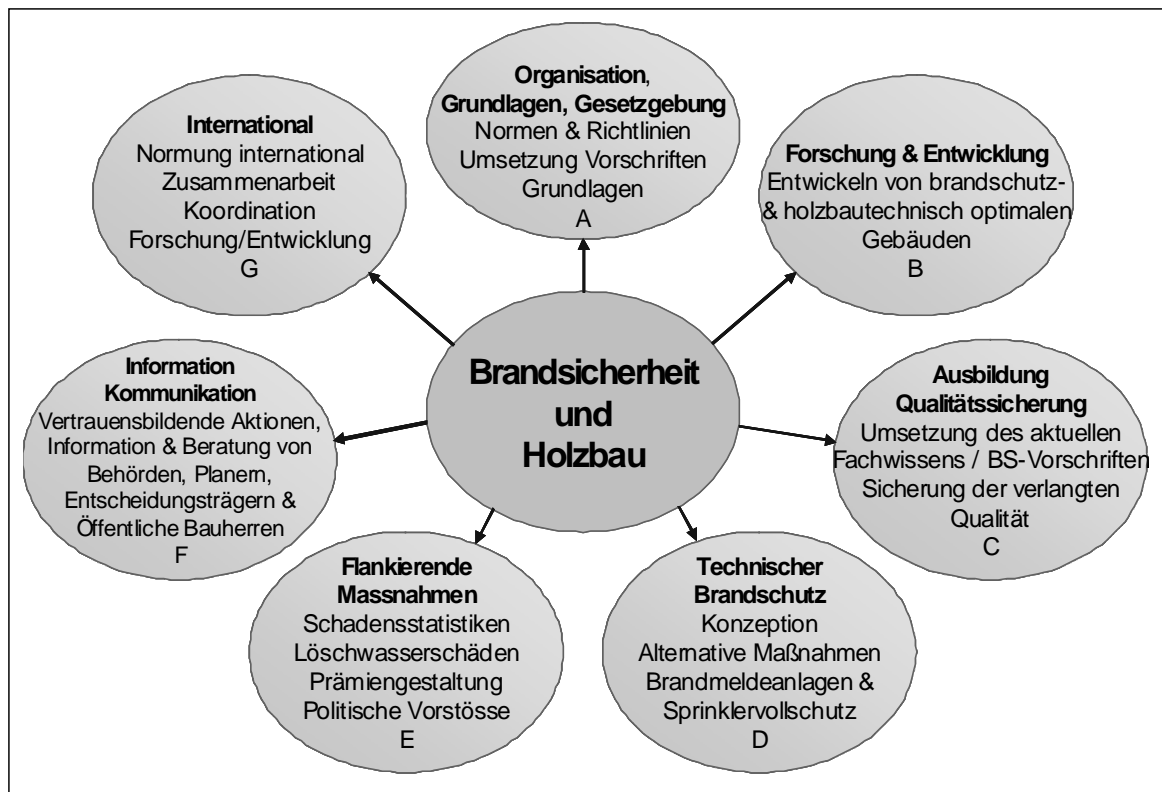 Organisation,
Grundlagen, Gesetzgebung
Normen & Richtlinien
Umsetzung Vorschriften
Grundlagen
A
International
Normung international
Zusammenarbeit
Koordination
Forschung/Entwicklung
G
Forschung & Entwicklung
Entwickeln von brandschutz-
& holzbautechnisch optimalen
Gebäuden
B
Brandsicherheit
und
Holzbau
Information
Kommunikation
Vertrauensbildende Aktionen,
Information & Beratung von
Behörden, Planern,
Entscheidungsträgern &
Öffentliche Bauherren
F
Ausbildung
Qualitätssicherung
Umsetzung des aktuellen
Fachwissens / BS-Vorschriften
Sicherung der verlangten
Qualität
C
Flankierende
Massnahmen
Schadensstatistiken
Löschwasserschäden
Prämiengestaltung
Politische Vorstösse
E
Technischer
Brandschutz
Konzeption
Alternative Maßnahmen
Brandmeldeanlagen &
Sprinklervollschutz
D